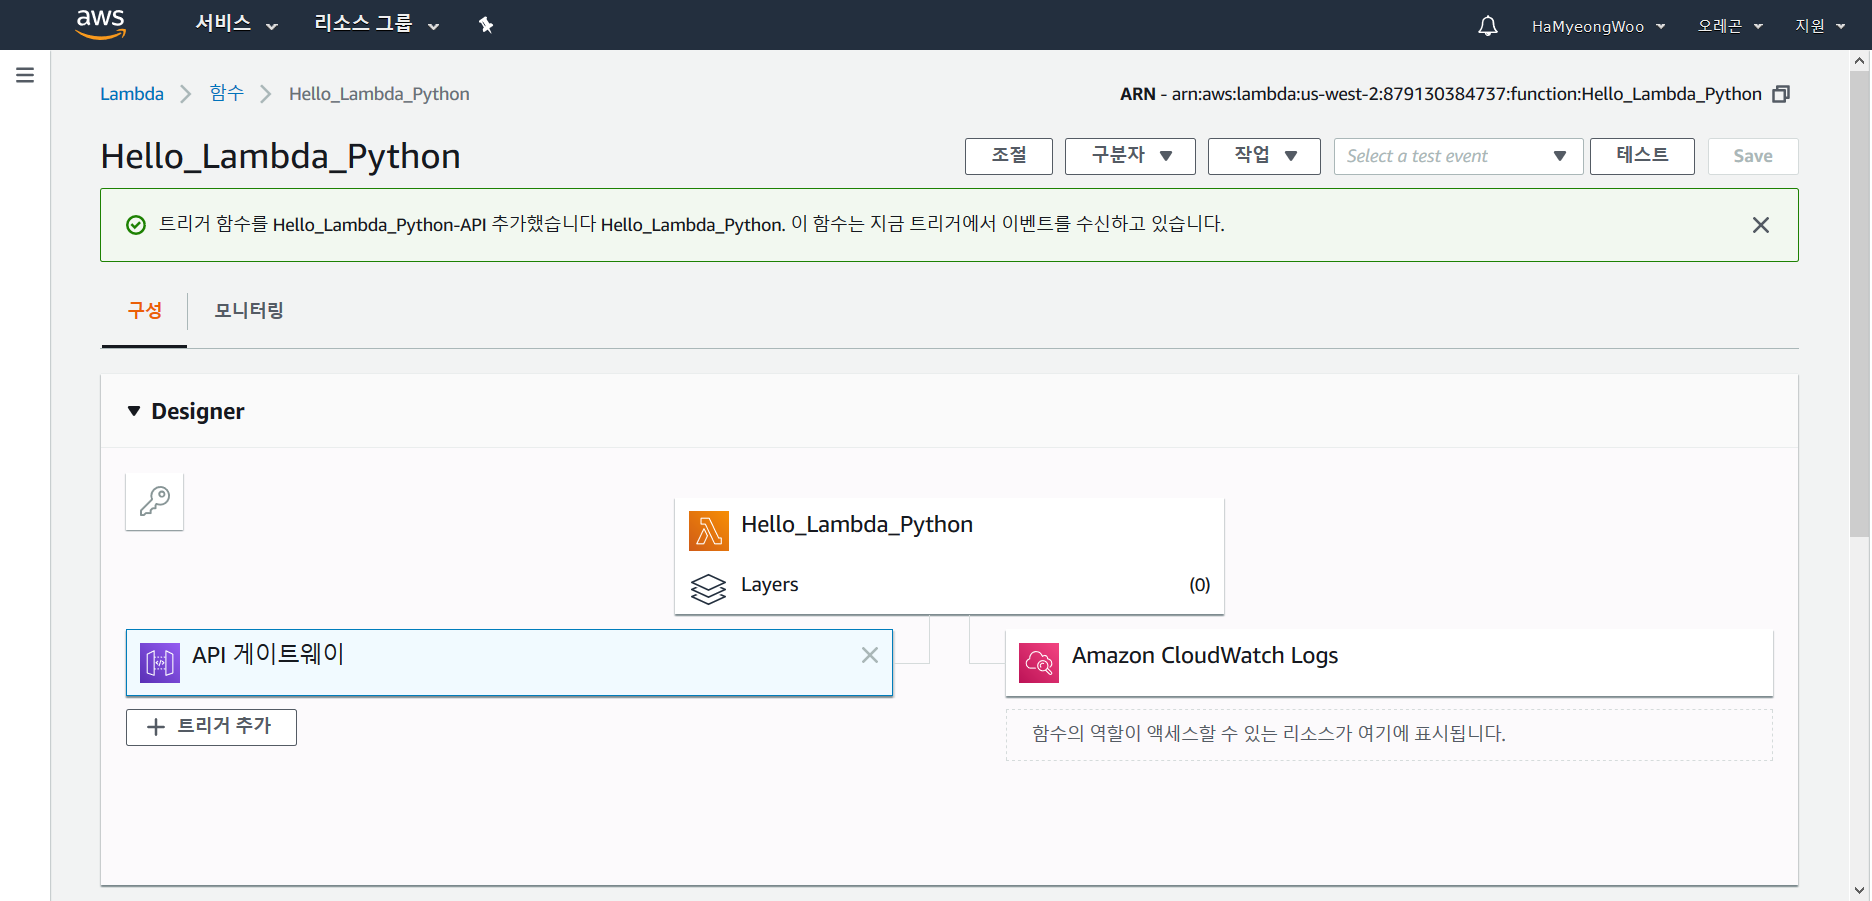 aws 서비스 리소스 그룹 HaMyeongWoo 오레곤 지원
Lambda 함수 Hello_Lambda_Python ARN - arn:aws:lambda:us-west-2:879130384737:function:Hello_Lambda_Python
Hello_Lambda_Python 조절 구분자 작업 Select a test event 테스트 Save
트리거 함수를 Hello_Lambda_Python-API 추가했습니다 Hello_Lambda_Python. 이 함수는 지금 트리거에서 이벤트를 수신하고 있습니다.
구성 모니터링
Designer
Hello_Lambda_Python
Layers (0)
API 게이트웨이 Amazon CloudWatch Logs
트리거 추가 함수의 역할이 액세스할 수 있는 리소스가 여기에 표시됩니다.